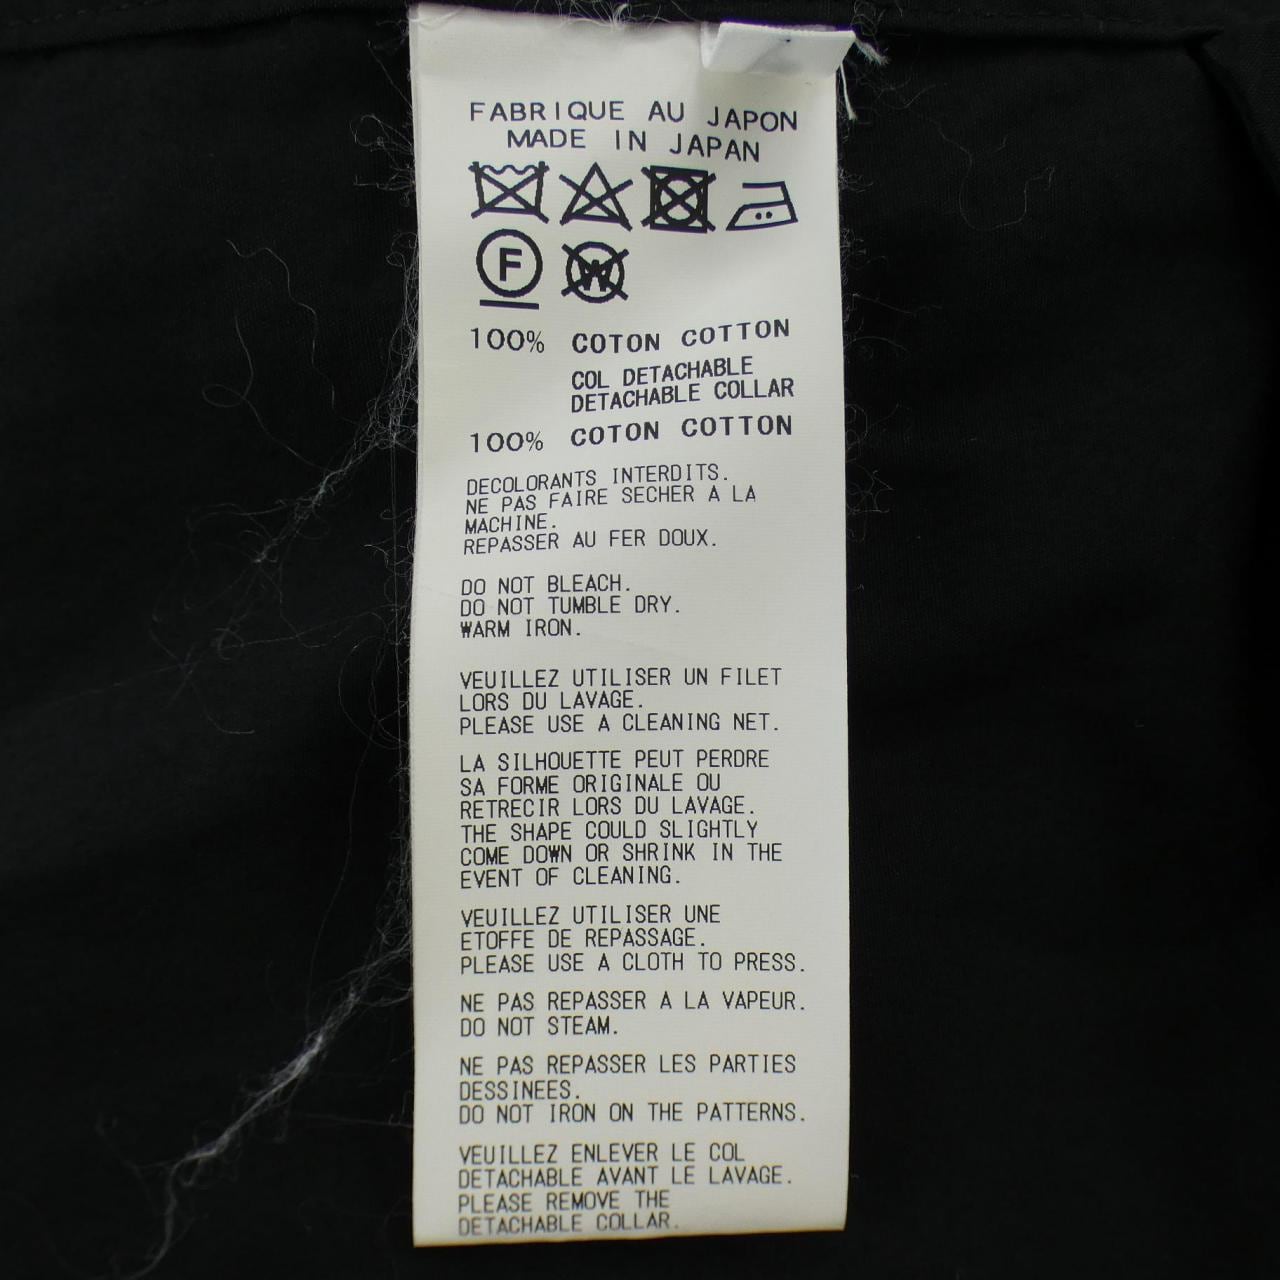 FABRIQUE AU JAPON
MADE IN JAPAN
F
W
100% COTON COTTON
COL DETACHABLE
DETACHABLE COLLAR
100% COTON COTTON
DECOLORANTS INTERDITS.
NE PAS FAIRE SECHER A LA
MACHINE.
REPASSER AU FER DOUX.
DO NOT BLEACH.
DO NOT TUMBLE DRY.
WARM IRON.
VEUILLEZ UTILISER UN FILET
LORS DU LAVAGE.
PLEASE USE A CLEANING NET.
LA SILHOUETTE PEUT PERDRE
SA FORME ORIGINALE OU
RETRECIR LORS DU LAVAGE.
THE SHAPE COULD SLIGHTLY
COME DOWN OR SHRINK IN THE
EVENT OF CLEANING.
VEUILLEZ UTILISER UNE
ETOFFE DE REPASSAGE.
PLEASE USE A CLOTH TO PRESS.
NE PAS REPASSER A LA VAPEUR.
DO NOT STEAM.
NE PAS REPASSER LES PARTIES
DESSINEES.
DO NOT IRON ON THE PATTERNS.
VEUILLEZ ENLEVER LE COL
DETACHABLE AVANT LE LAVAGE.
PLEASE REMOVE THE
DETACHABLE COLLAR.